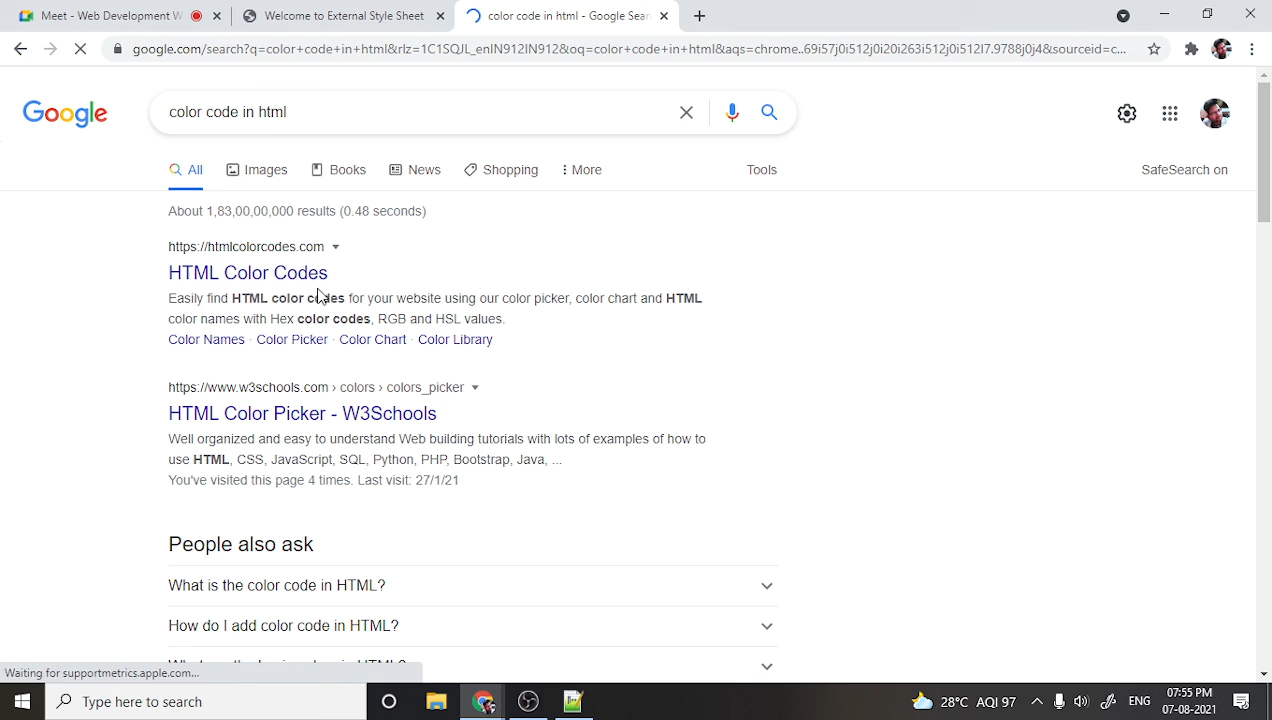 Meet - Web Development W
Welcome to External Style Sheet
color code in html - Google Sear
google.com/search?q=color+code+in+html&rlz=1C1SQJL_enIN912IN912&oq=color+code+in+html&aqs=chrome..69i57j0i512j0i20i263i512j0i512l7.9788j0j4&sourceid=c...
Google
color code in html
All Images Books News Shopping More Tools SafeSearch on
About 1,83,00,00,000 results (0.48 seconds)
https://htmlcolorcodes.com
HTML Color Codes
Easily find HTML color codes for your website using our color picker, color chart and HTML
color names with Hex color codes, RGB and HSL values.
Color Names · Color Picker · Color Chart · Color Library
https://www.w3schools.com › colors › colors_picker
HTML Color Picker - W3Schools
Well organized and easy to understand Web building tutorials with lots of examples of how to
use HTML, CSS, JavaScript, SQL, Python, PHP, Bootstrap, Java, ...
You've visited this page 4 times. Last visit: 27/1/21
People also ask
What is the color code in HTML?
How do I add color code in HTML?
Waiting for supportmetrics.apple.com...
Type here to search
28°C AQI 97
ENG
07:55 PM
07-08-2021